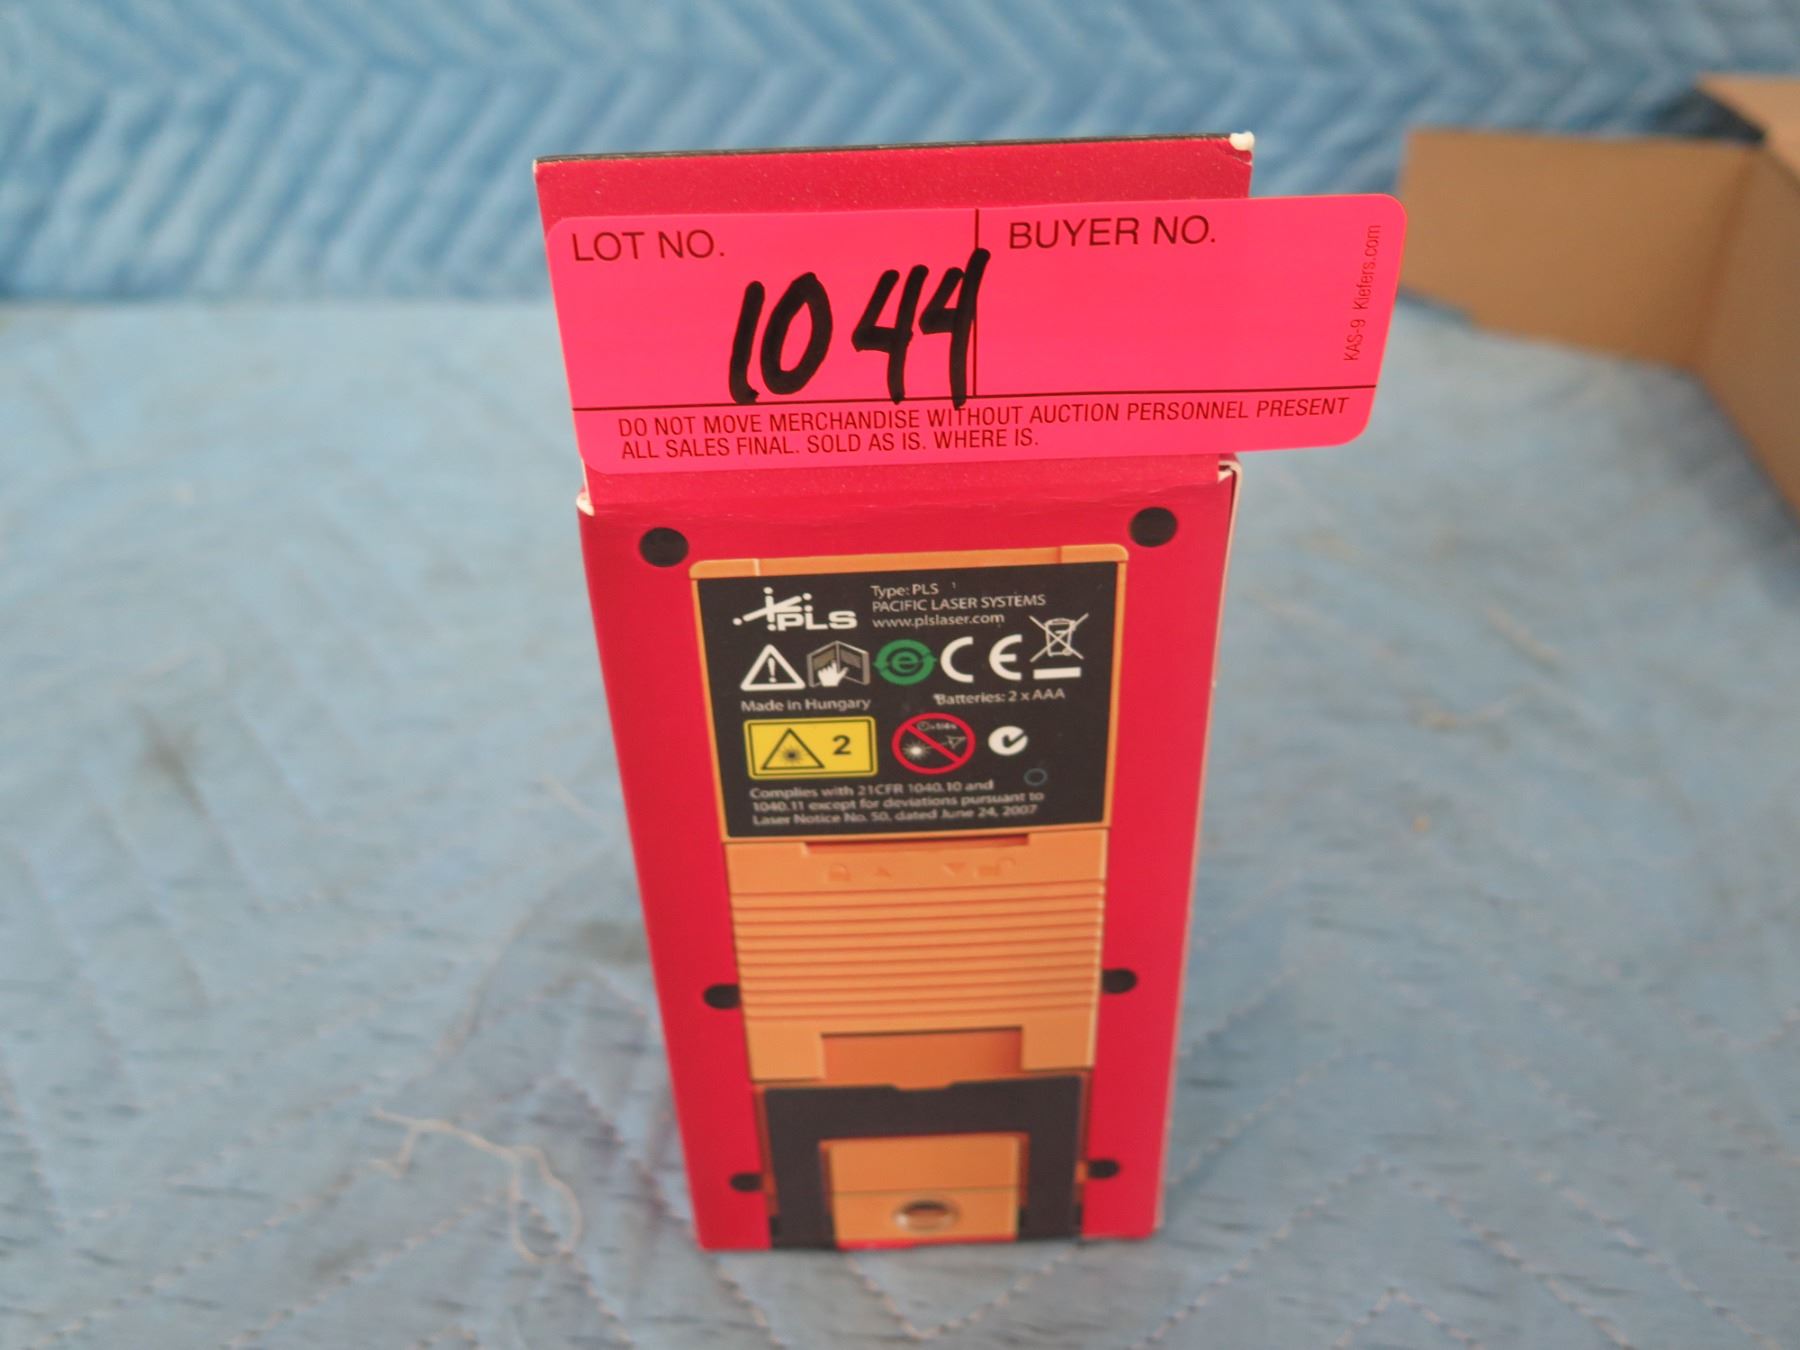 LOT NO.
BUYER NO.
1044
KAS-9 Kiefers.com
DO NOT MOVE MERCHANDISE WITHOUT AUCTION PERSONNEL PRESENT
ALL SALES FINAL. SOLD AS IS. WHERE IS.
PLS
Type: PLS
PACIFIC LASER SYSTEMS
www.plslaser.com
e
CE
Made in Hungary
Batteries: 2 x AAA
2
Complies with 21CFR 1040.10 and
1040.11 except for deviations pursuant to
Laser Notice No. 50, dated June 24, 2007